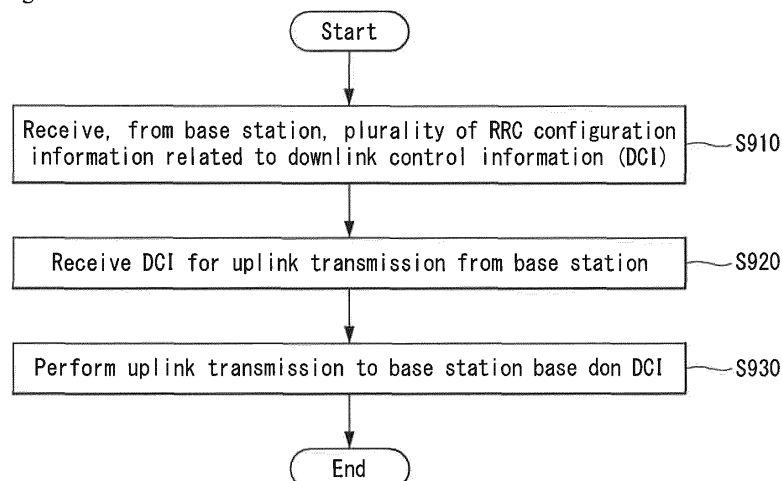 Start
Receive, from base station, plurality of RRC configuration
information related to downlink control information (DCI)
S910
Receive DCI for uplink transmission from base station
S920
Perform uplink transmission to base station base don DCI
S930
End